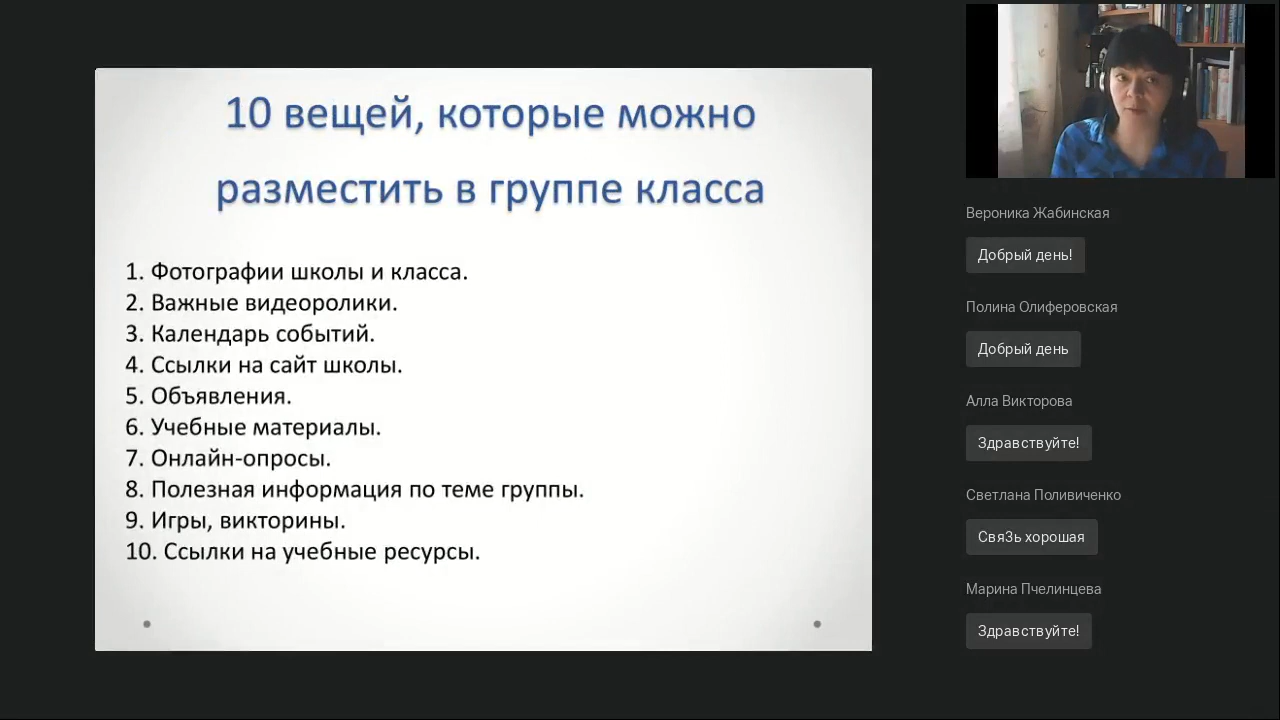 10 вещей, которые можно
разместить в группе класса
1. Фотографии школы и класса.
2. Важные видеоролики.
3. Календарь событий.
4. Ссылки на сайт школы.
5. Объявления.
6. Учебные материалы.
7. Онлайн-опросы.
8. Полезная информация по теме группы.
9. Игры, викторины.
10. Ссылки на учебные ресурсы.
Вероника Жабинская
Добрый день!
Полина Олиферовская
Добрый день
Алла Викторова
Здравствуйте!
Светлана Поливиченко
Свя3ь хорошая
Марина Пчелинцева
Здравствуйте!